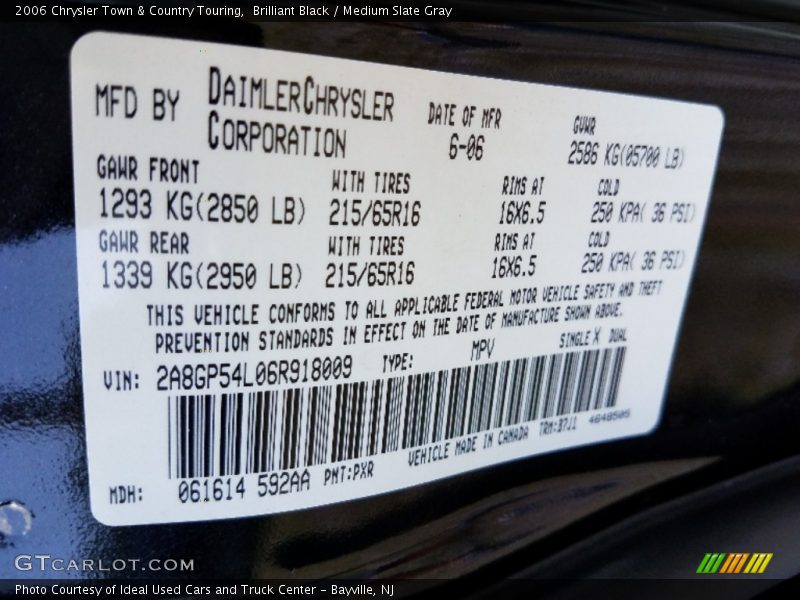 2006 Chrysler Town & Country Touring, Brilliant Black / Medium Slate Gray
MFD BY DAIMLERCHRYSLER CORPORATION
DATE OF MFR 6-06
GVWR 2586 KG(05700 LB)
GAWR FRONT WITH TIRES RIMS AT COLD
1293 KG(2850 LB) 215/65R16 16X6.5 250 KPA( 36 PSI)
GAWR REAR WITH TIRES RIMS AT COLD
1339 KG(2950 LB) 215/65R16 16X6.5 250 KPA( 36 PSI)
THIS VEHICLE CONFORMS TO ALL APPLICABLE FEDERAL MOTOR VEHICLE SAFETY AND THEFT
PREVENTION STANDARDS IN EFFECT ON THE DATE OF MANUFACTURE SHOWN ABOVE.
VIN: 2A8GP54L06R918009 TYPE: MPV SINGLE X DUAL
MDH: 061614 592AA PNT:PXR VEHICLE MADE IN CANADA TRM:B7J1 4648505
GTCARLOT.COM
Photo Courtesy of Ideal Used Cars and Truck Center – Bayville, NJ